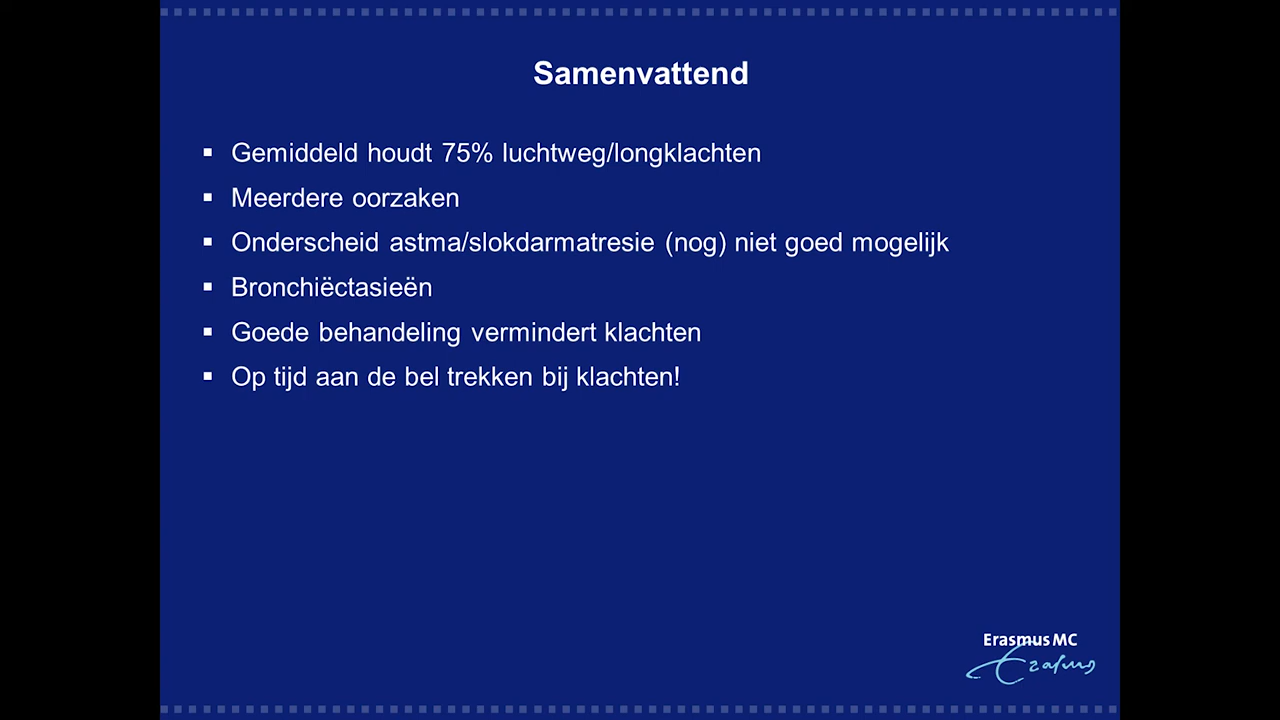 Samenvattend
▪ Gemiddeld houdt 75% luchtweg/longklachten
▪ Meerdere oorzaken
▪ Onderscheid astma/slokdarmatresie (nog) niet goed mogelijk
▪ Bronchiëctasieën
▪ Goede behandeling vermindert klachten
▪ Op tijd aan de bel trekken bij klachten!
Erasmus MC
Erasmus